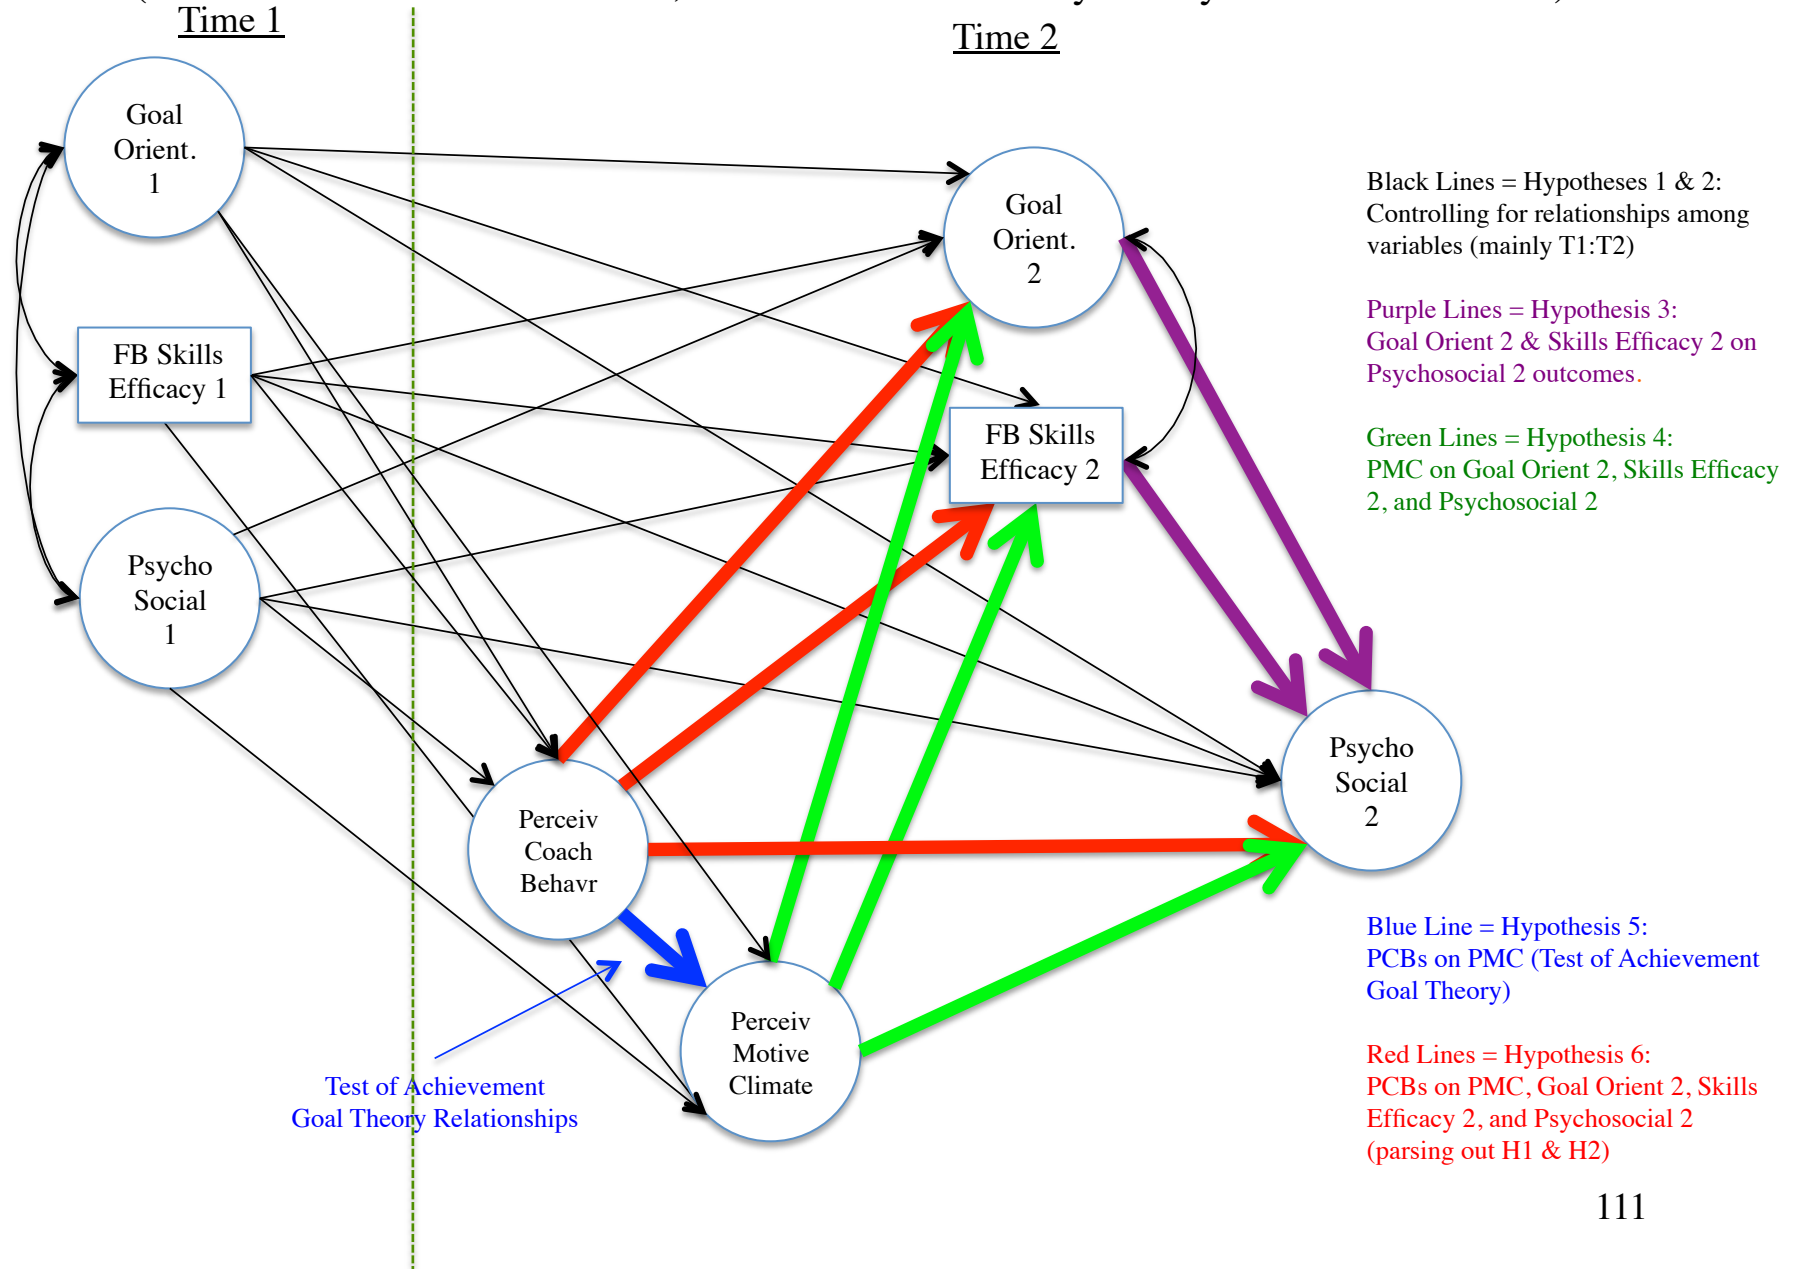 Time 1
Time 2
Goal
Orient.
1
Goal
Orient.
2
FB Skills
Efficacy 1
FB Skills
Efficacy 2
Psycho
Social
1
Psycho
Social
2
Perceiv
Coach
Behavr
Perceiv
Motive
Climate
Test of Achievement
Goal Theory Relationships
Black Lines = Hypotheses 1 & 2:
Controlling for relationships among
variables (mainly T1:T2)
Purple Lines = Hypothesis 3:
Goal Orient 2 & Skills Efficacy 2 on
Psychosocial 2 outcomes.
Green Lines = Hypothesis 4:
PMC on Goal Orient 2, Skills Efficacy
2, and Psychosocial 2
Blue Line = Hypothesis 5:
PCBs on PMC (Test of Achievement
Goal Theory)
Red Lines = Hypothesis 6:
PCBs on PMC, Goal Orient 2, Skills
Efficacy 2, and Psychosocial 2
(parsing out H1 & H2)
111